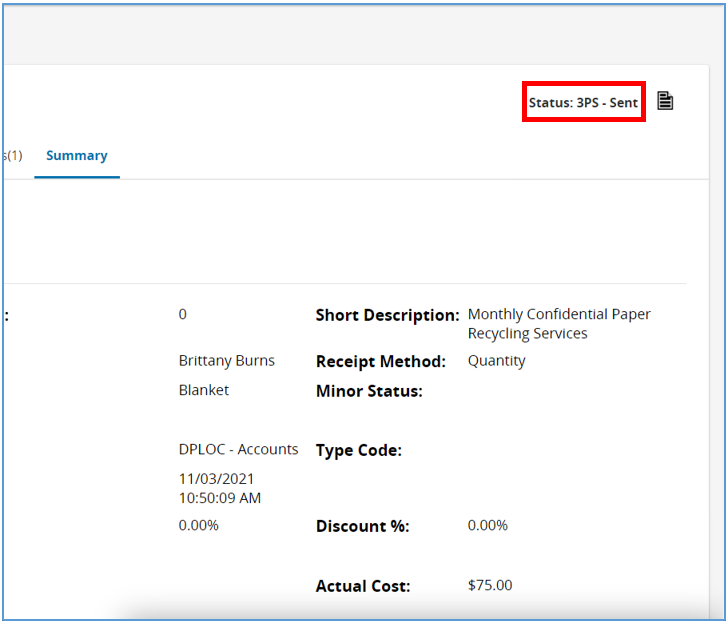 Status: 3PS - Sent
s(1) Summary
: 0 Short Description: Monthly Confidential Paper
Recycling Services
Brittany Burns Receipt Method: Quantity
Blanket Minor Status:
DPLOC - Accounts Type Code:
11/03/2021
10:50:09 AM
0.00% Discount %: 0.00%
Actual Cost: $75.00